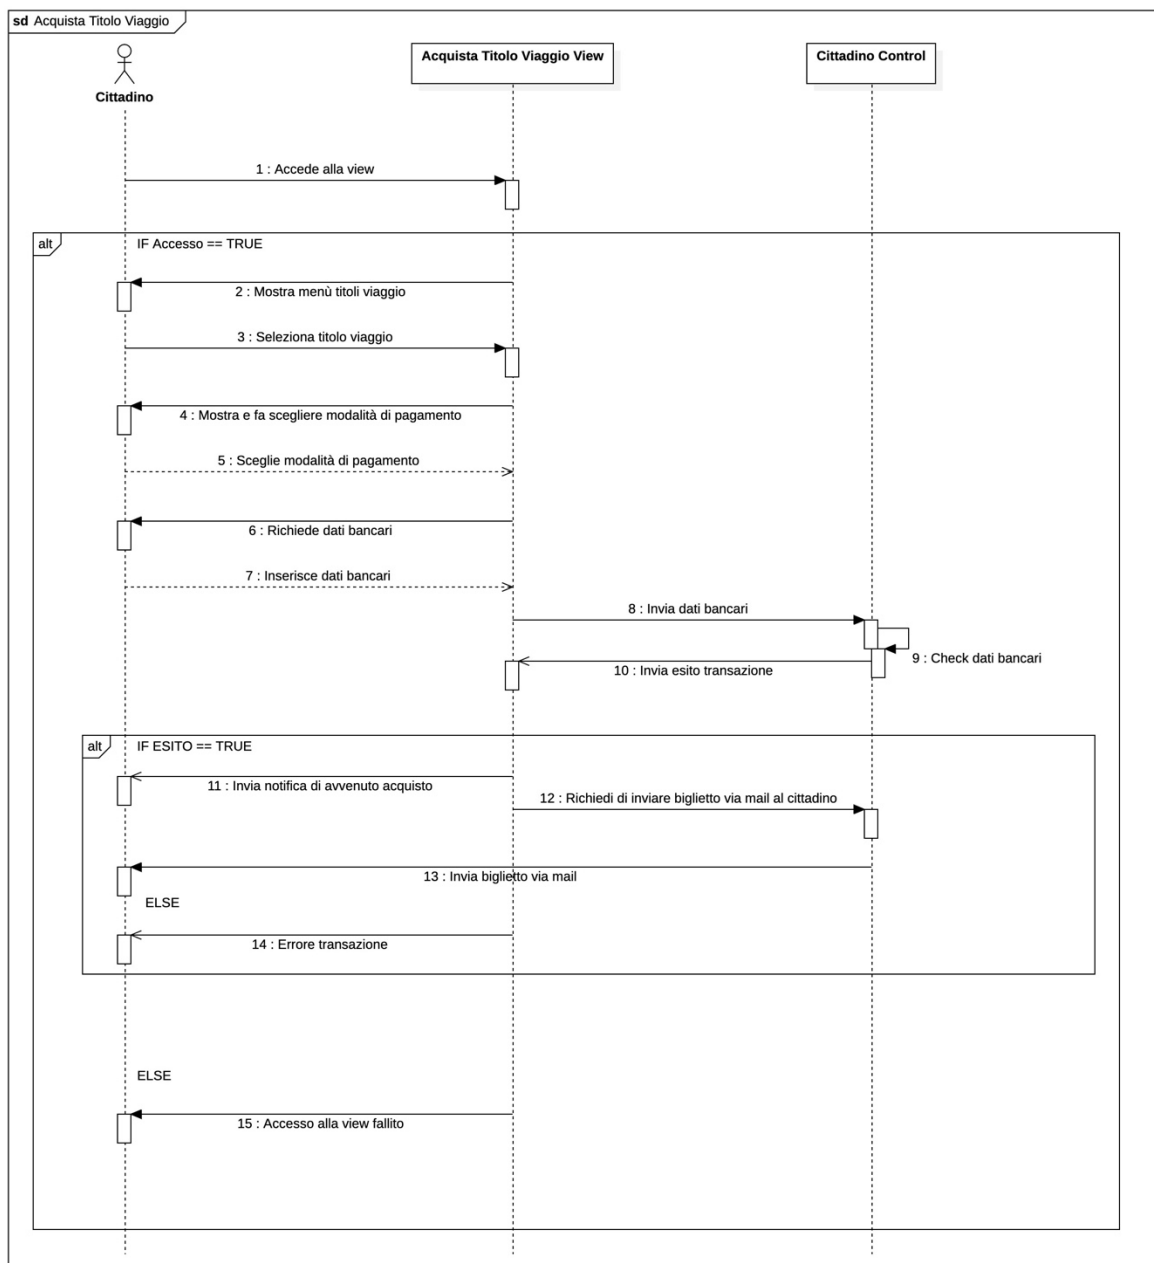 sd Acquista Titolo Viaggio
Cittadino
Acquista Titolo Viaggio View
Cittadino Control
1 : Accede alla view
alt
IF Accesso == TRUE
2 : Mostra menù titoli viaggio
3 : Seleziona titolo viaggio
4 : Mostra e fa scegliere modalità di pagamento
5 : Sceglie modalità di pagamento
6 : Richiede dati bancari
7 : Inserisce dati bancari
8 : Invia dati bancari
9 : Check dati bancari
10 : Invia esito transazione
alt
IF ESITO == TRUE
11 : Invia notifica di avvenuto acquisto
12 : Richiedi di inviare biglietto via mail al cittadino
13 : Invia biglietto via mail
ELSE
14 : Errore transazione
ELSE
15 : Accesso alla view fallito